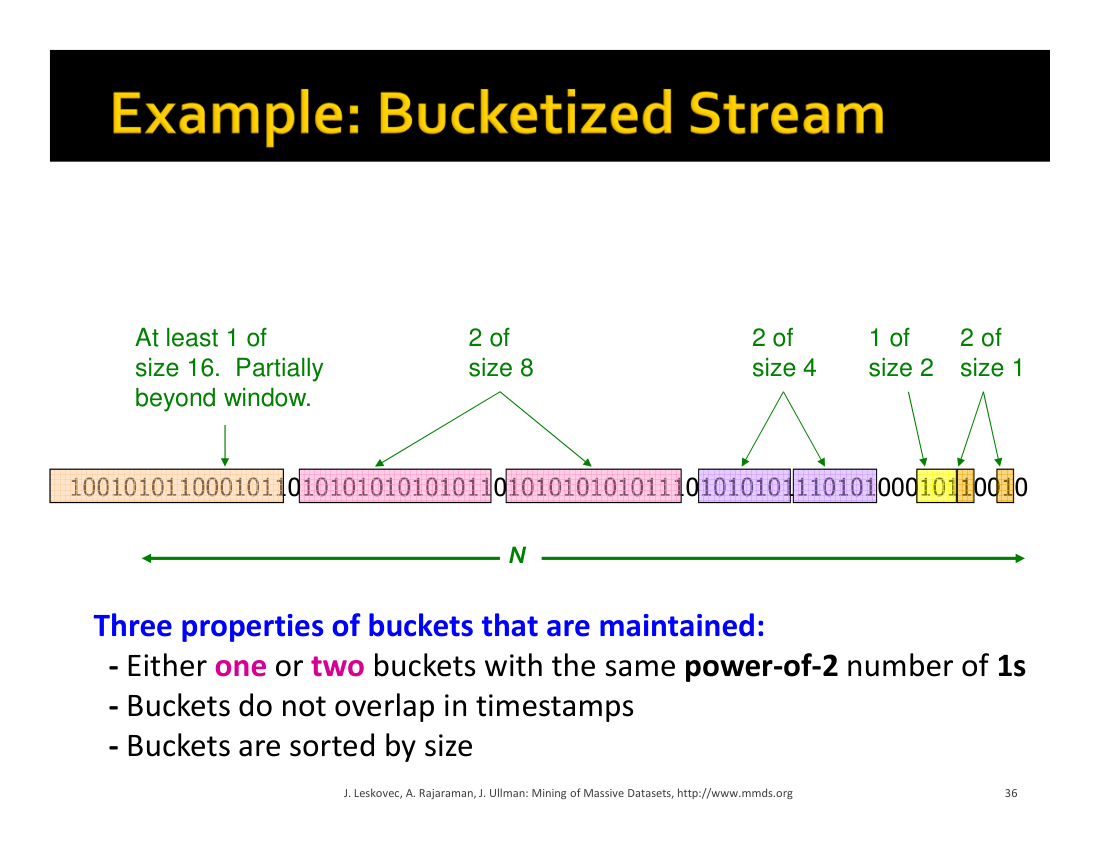 Example: Bucketized Stream
At least 1 of
size 16. Partially
beyond window.
2 of
size 8
2 of
size 4
1 of
size 2
2 of
size 1
1001010110001011010101010101011010101010101110101010111010100010110010
N
Three properties of buckets that are maintained:
- Either one or two buckets with the same power-of-2 number of 1s
- Buckets do not overlap in timestamps
- Buckets are sorted by size
J. Leskovec, A. Rajaraman, J. Ullman: Mining of Massive Datasets, http://www.mmds.org
36